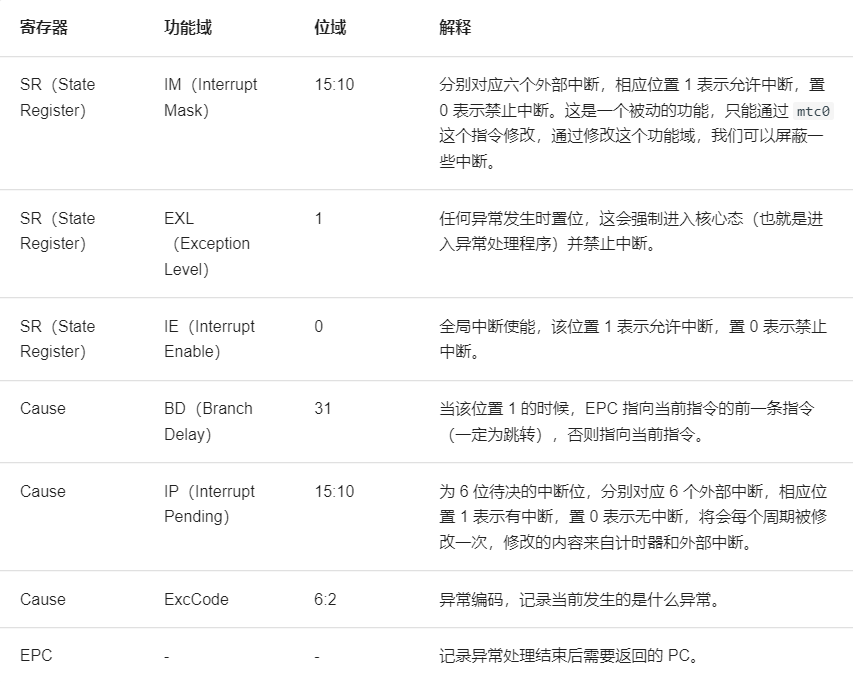 寄存器 功能域 位域 解释
SR（State IM（Interrupt 15:10 分别对应六个外部中断，相应位置 1 表示允许中断，置
Register） Mask） 0 表示禁止中断。这是一个被动的功能，只能通过 mtc0
这个指令修改，通过修改这个功能域，我们可以屏蔽一
些中断。
SR（State EXL 1 任何异常发生时置位，这会强制进入核心态（也就是进
Register） （Exception 入异常处理程序）并禁止中断。
Level）
SR（State IE（Interrupt 0 全局中断使能，该位置 1 表示允许中断，置 0 表示禁止
Register） Enable） 中断。
Cause BD（Branch 31 当该位置 1 的时候，EPC 指向当前指令的前一条指令
Delay） （一定为跳转），否则指向当前指令。
Cause IP（Interrupt 15:10 为 6 位待决的中断位，分别对应 6 个外部中断，相应位
Pending） 置 1 表示有中断，置 0 表示无中断，将会每个周期被修
改一次，修改的内容来自计时器和外部中断。
Cause ExcCode 6:2 异常编码，记录当前发生的是什么异常。
EPC - - 记录异常处理结束后需要返回的 PC。